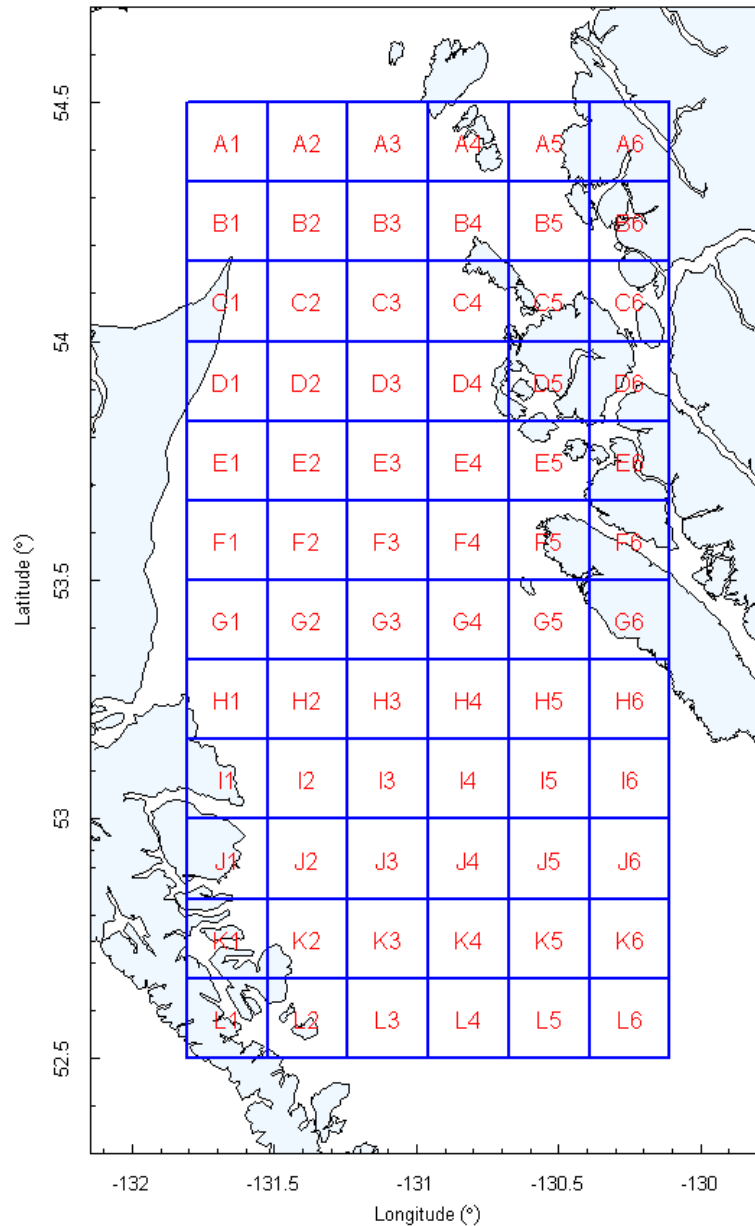 54.5
A1 A2 A3 A4 A5 A6
B1 B2 B3 B4 B5 B6
C1 C2 C3 C4 C5 C6
54
D1 D2 D3 D4 D5 D6
E1 E2 E3 E4 E5 E6
F1 F2 F3 F4 F5 F6
53.5
Latitude (°)
G1 G2 G3 G4 G5 G6
H1 H2 H3 H4 H5 H6
I1 I2 I3 I4 I5 I6
53
J1 J2 J3 J4 J5 J6
K1 K2 K3 K4 K5 K6
L1 L2 L3 L4 L5 L6
52.5
-132 -131.5 -131 -130.5 -130
Longitude (°)